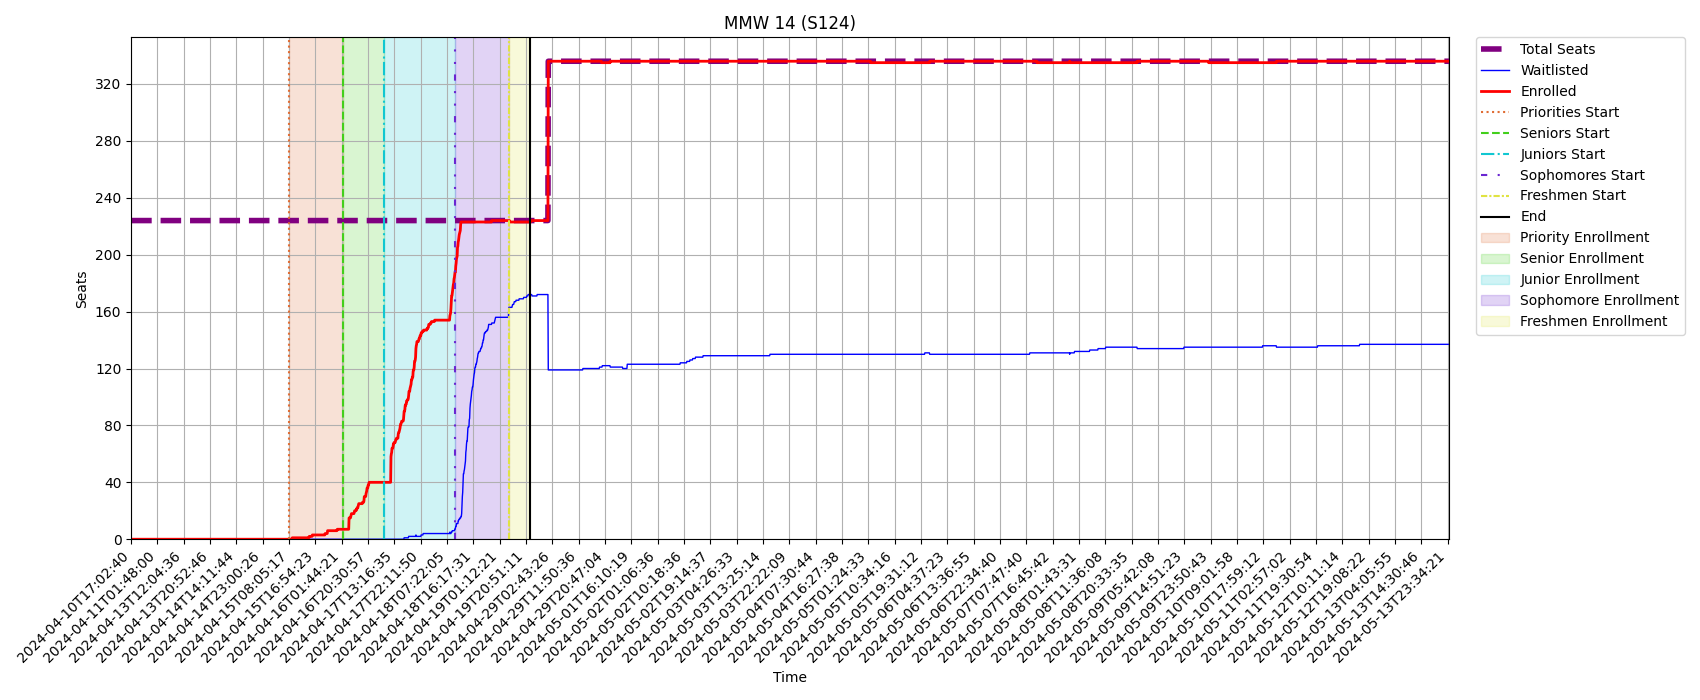 MMW 14 (S124)
Seats
320
280
240
200
160
120
80
40
0
2024-04-10T17:02:40
2024-04-11T01:48:00
2024-04-13T12:04:36
2024-04-13T20:52:46
2024-04-14T14:11:44
2024-04-14T23:00:26
2024-04-15T08:05:17
2024-04-15T16:54:23
2024-04-16T01:44:21
2024-04-16T20:30:57
2024-04-17T13:16:35
2024-04-17T22:11:50
2024-04-18T07:22:05
2024-04-18T16:17:31
2024-04-19T01:12:21
2024-04-19T20:51:11
2024-04-29T02:43:26
2024-04-29T11:50:36
2024-04-29T20:47:04
2024-05-01T16:10:19
2024-05-02T01:06:36
2024-05-02T10:18:36
2024-05-02T19:14:37
2024-05-03T04:26:33
2024-05-03T13:25:14
2024-05-03T22:22:09
2024-05-04T07:30:44
2024-05-04T16:27:38
2024-05-05T01:24:33
2024-05-05T10:34:16
2024-05-05T19:31:12
2024-05-06T04:37:23
2024-05-06T13:36:55
2024-05-06T22:34:40
2024-05-07T07:47:40
2024-05-07T16:45:42
2024-05-08T01:43:31
2024-05-08T11:36:08
2024-05-08T20:33:35
2024-05-09T05:42:08
2024-05-09T14:51:23
2024-05-09T23:50:43
2024-05-10T09:01:58
2024-05-10T17:59:12
2024-05-11T02:57:02
2024-05-11T19:30:54
2024-05-12T10:11:14
2024-05-12T19:08:22
2024-05-13T04:05:55
2024-05-13T14:30:46
2024-05-13T23:34:21
Time
Total Seats
Waitlisted
Enrolled
Priorities Start
Seniors Start
Juniors Start
Sophomores Start
Freshmen Start
End
Priority Enrollment
Senior Enrollment
Junior Enrollment
Sophomore Enrollment
Freshmen Enrollment